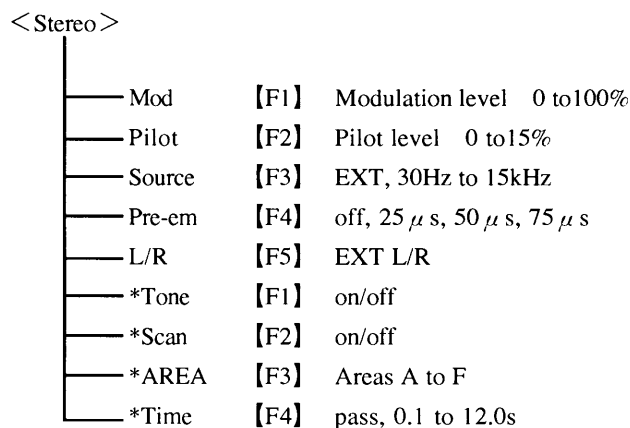 ＜Stereo＞
Mod 【F1】 Modulation level 0 to100%
Pilot 【F2】 Pilot level 0 to15%
Source 【F3】 EXT, 30Hz to 15kHz
Pre-em 【F4】 off, 25 μ s, 50 μ s, 75 μ s
L/R 【F5】 EXT L/R
*Tone 【F1】 on/off
*Scan 【F2】 on/off
*AREA 【F3】 Areas A to F
*Time 【F4】 pass, 0.1 to 12.0s